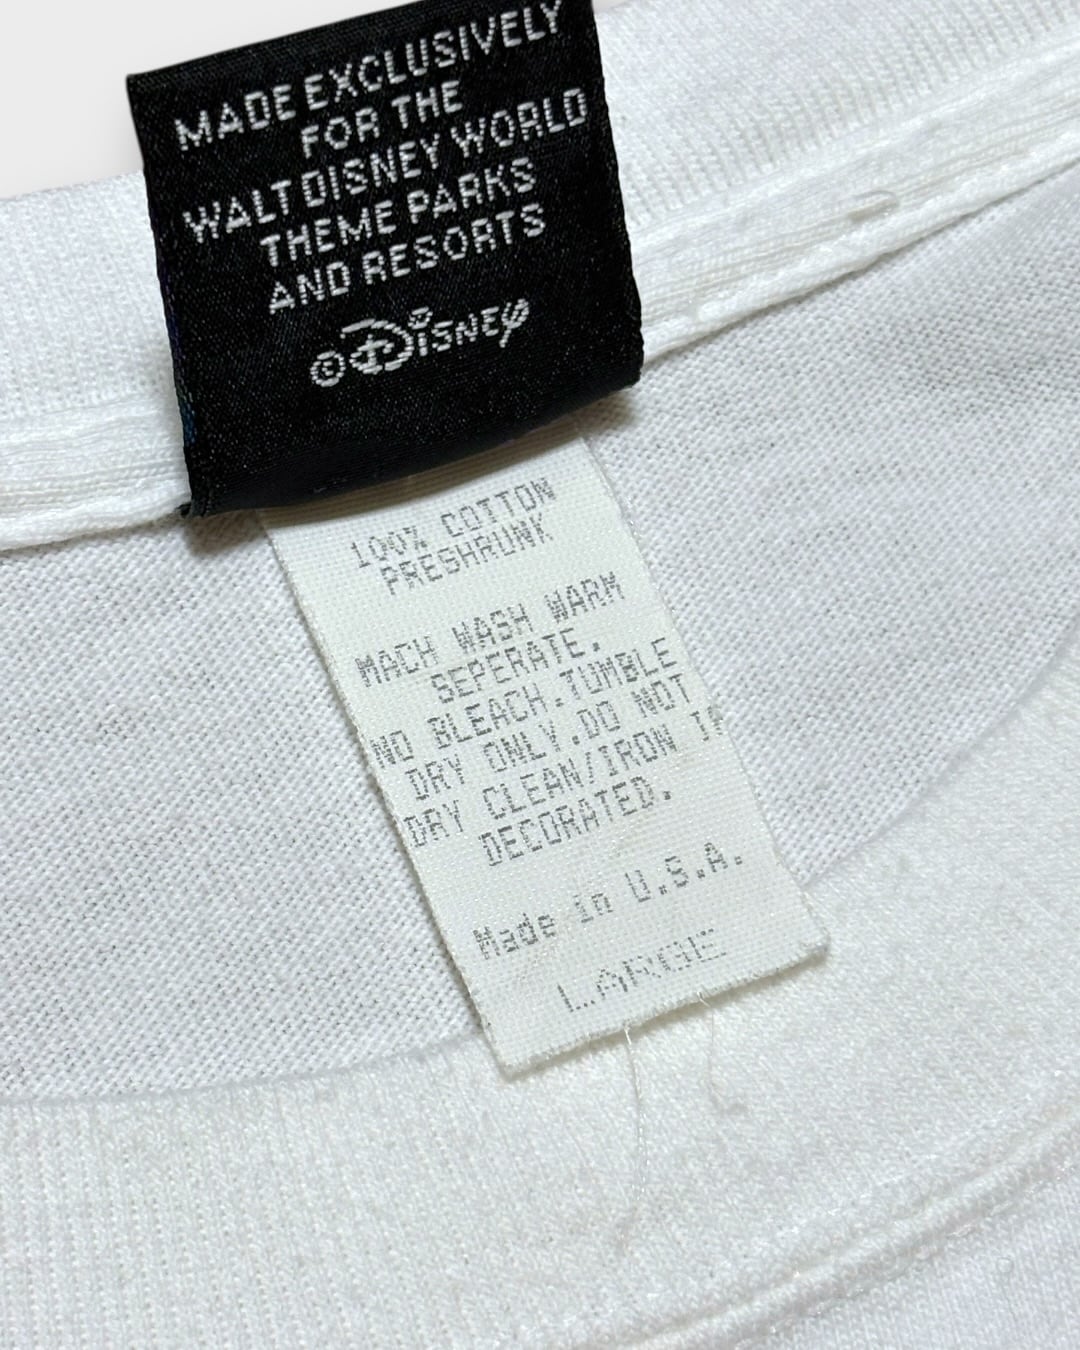 MADE EXCLUSIVELY
FOR THE
WALT DISNEY WORLD
THEME PARKS
AND RESORTS
© Disney
100% COTTON
PRESHRUNK
MACH WASH WARM
SEPERATE.
NO BLEACH.TUMBLE
DRY ONLY.DO NOT
DRY CLEAN/IRON
DECORATED.
Made in U.S.A.
LARGE